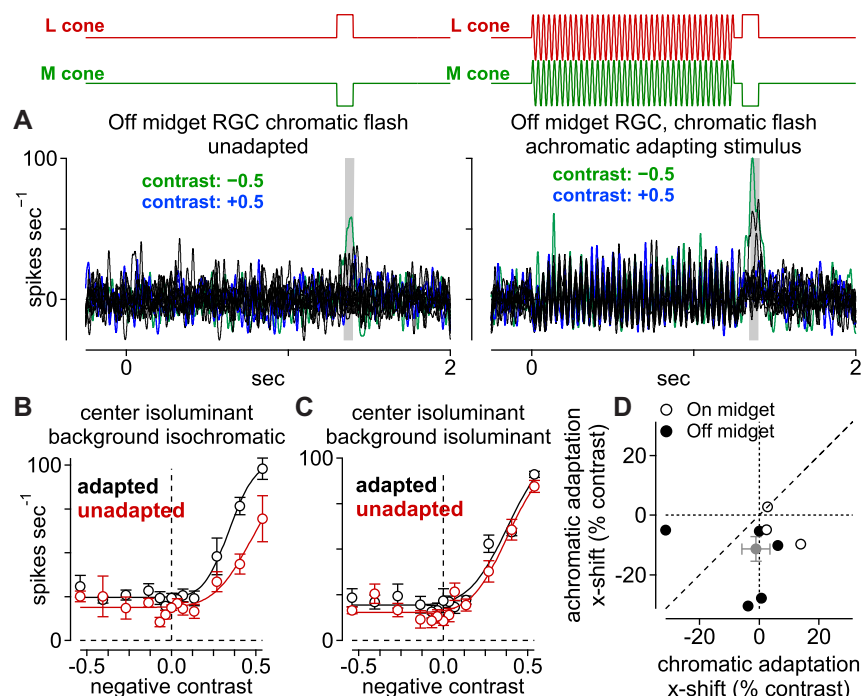 L cone
L cone
M cone
M cone
A
Off midget RGC chromatic flash
unadapted
Off midget RGC, chromatic flash
achromatic adapting stimulus
100
contrast: −0.5
contrast: +0.5
contrast: −0.5
contrast: +0.5
spikes sec⁻¹
0
0
2
0
2
sec
sec
B
center isoluminant
background isochromatic
100
adapted
unadapted
spikes sec⁻¹
0
-0.5
0.0
0.5
negative contrast
C
center isoluminant
background isoluminant
100
adapted
unadapted
0
-0.5
0.0
0.5
negative contrast
D
On midget
Off midget
achromatic adaptation
x-shift (% contrast)
20
0
-20
-20
0
20
chromatic adaptation
x-shift (% contrast)